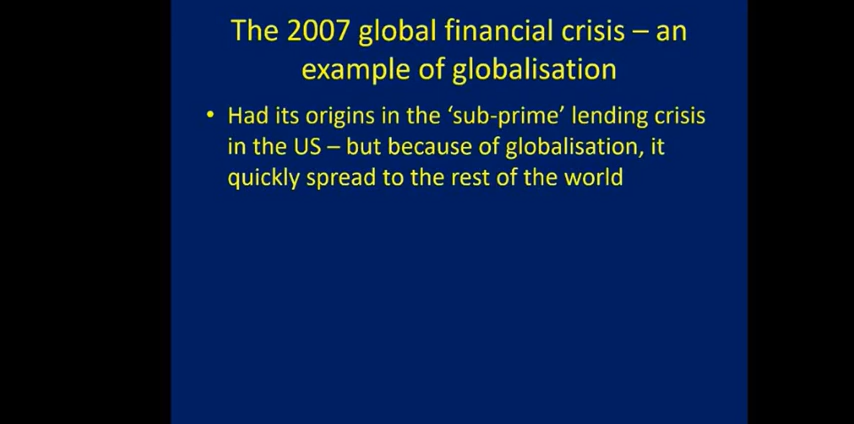 The 2007 global financial crisis – an
example of globalisation
• Had its origins in the ‘sub-prime’ lending crisis
in the US – but because of globalisation, it
quickly spread to the rest of the world